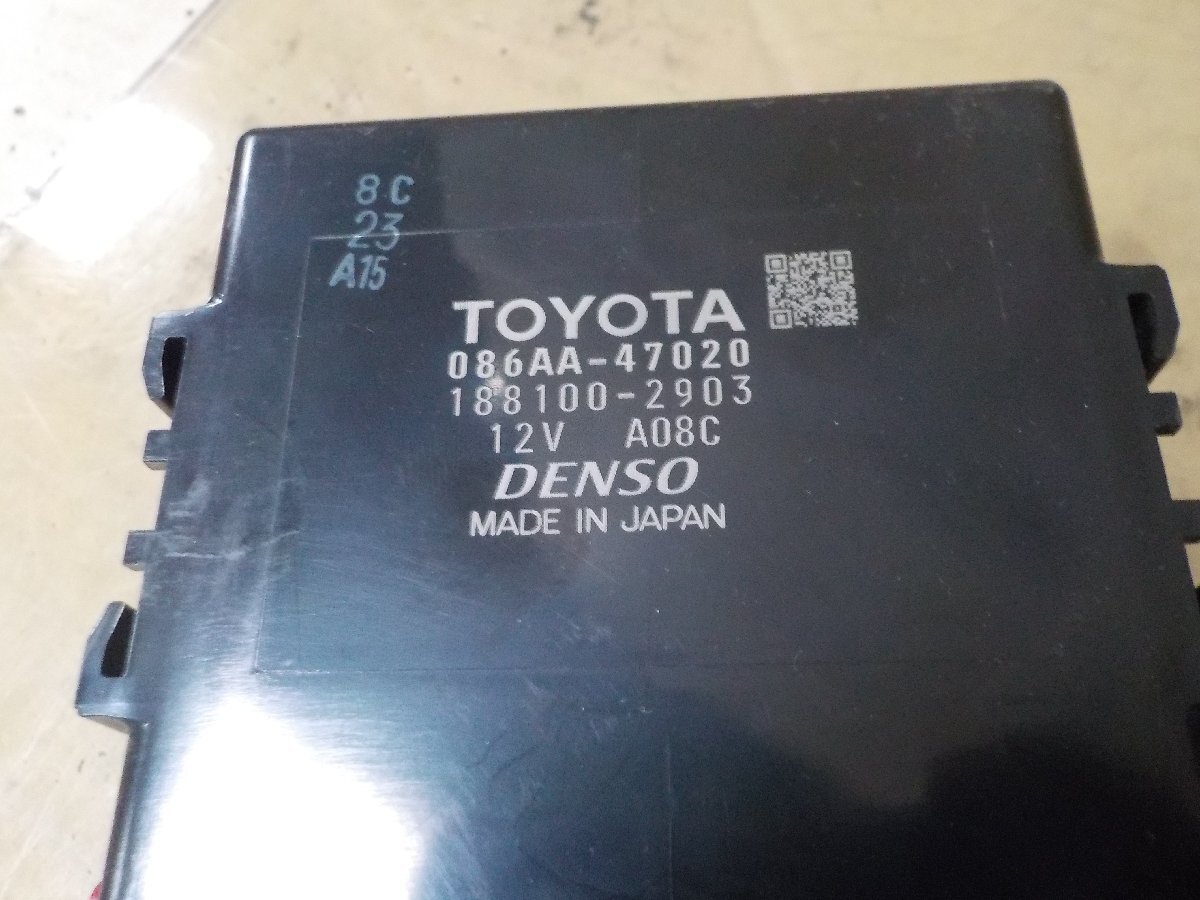 8C
23
A15
TOYOTA
086AA-47020
188100-2903
12V A08C
DENSO
MADE IN JAPAN